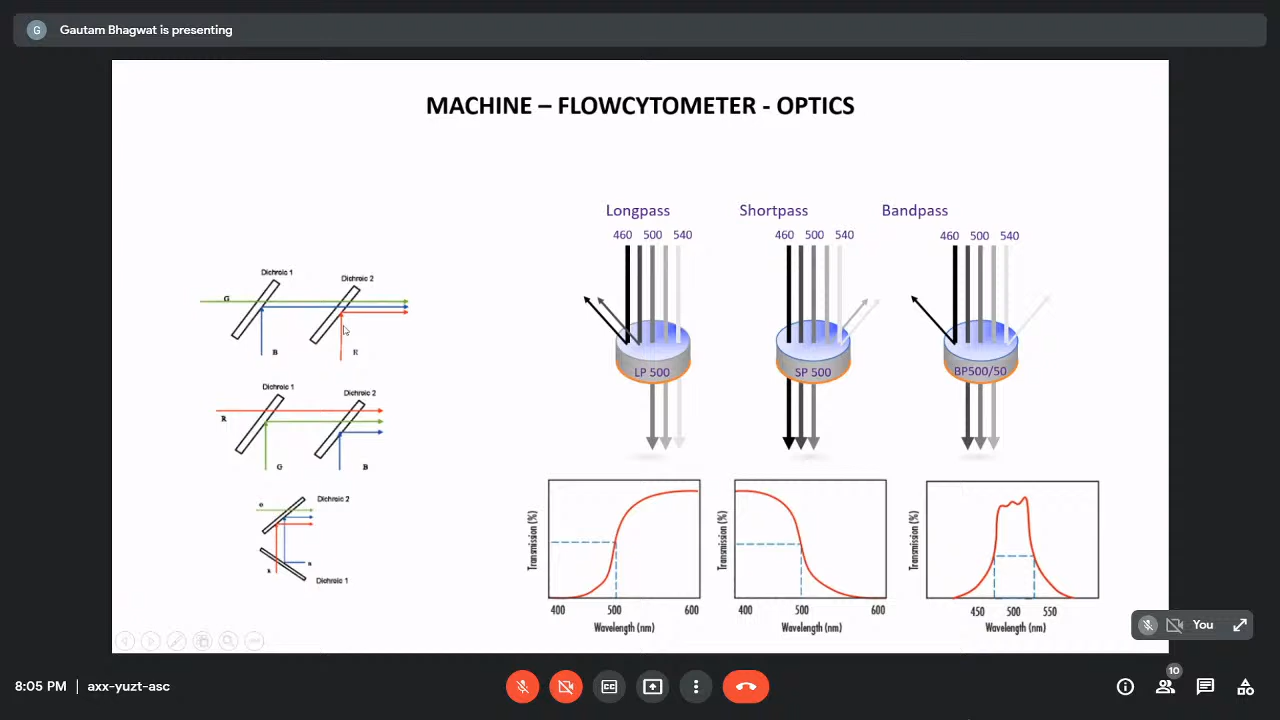 G Gautam Bhagwat is presenting
MACHINE – FLOWCYTOMETER - OPTICS
Longpass Shortpass Bandpass
460 500 540 460 500 540 460 500 540
Dichroic 1 Dichroic 2
G
B R
LP 500 SP 500 BP500/50
Dichroic 1 Dichroic 2
R
G B
Dichroic 2
Dichroic 1
Transmission (%) Transmission (%) Transmission (%)
400 500 600 400 500 600 450 500 550
Wavelength (nm) Wavelength (nm) Wavelength (nm)
You
8:05 PM | axx-yuzt-asc
CC
10